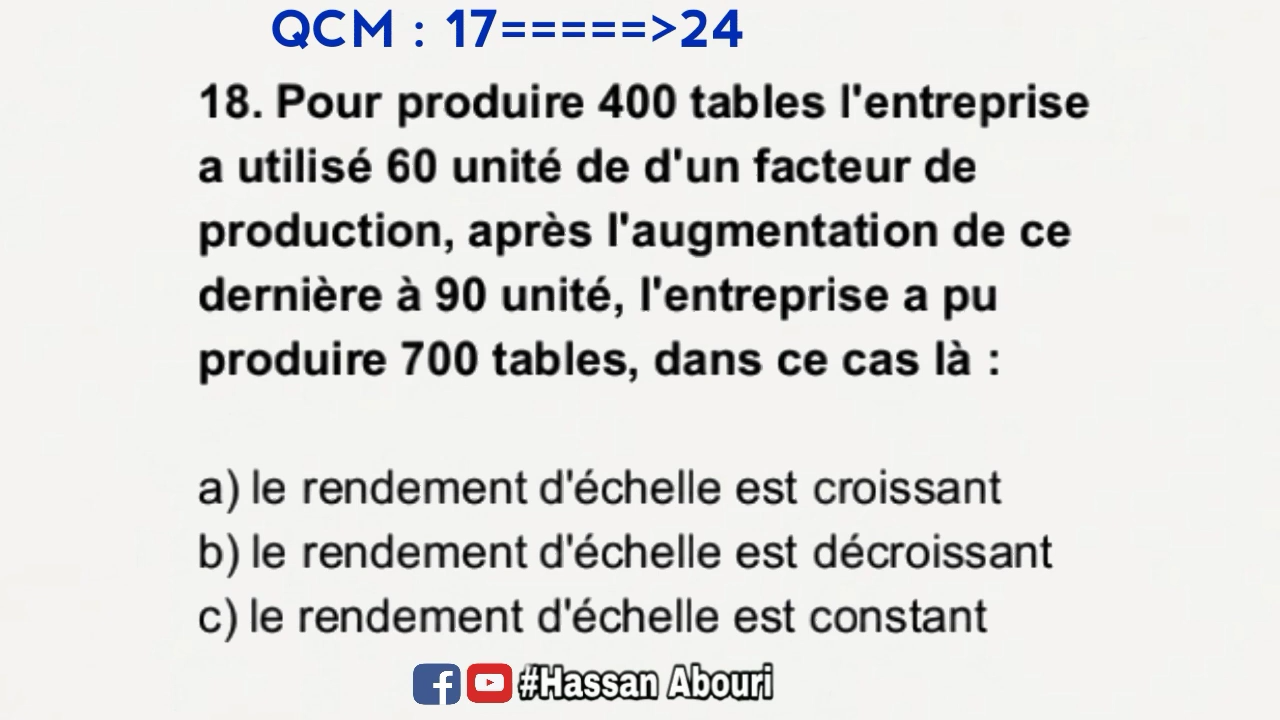 QCM : 17=====>24
18. Pour produire 400 tables l'entreprise
a utilisé 60 unité de d'un facteur de
production, après l'augmentation de ce
dernière à 90 unité, l'entreprise a pu
produire 700 tables, dans ce cas là :
a) le rendement d'échelle est croissant
b) le rendement d'échelle est décroissant
c) le rendement d'échelle est constant
#Hassan Abouri